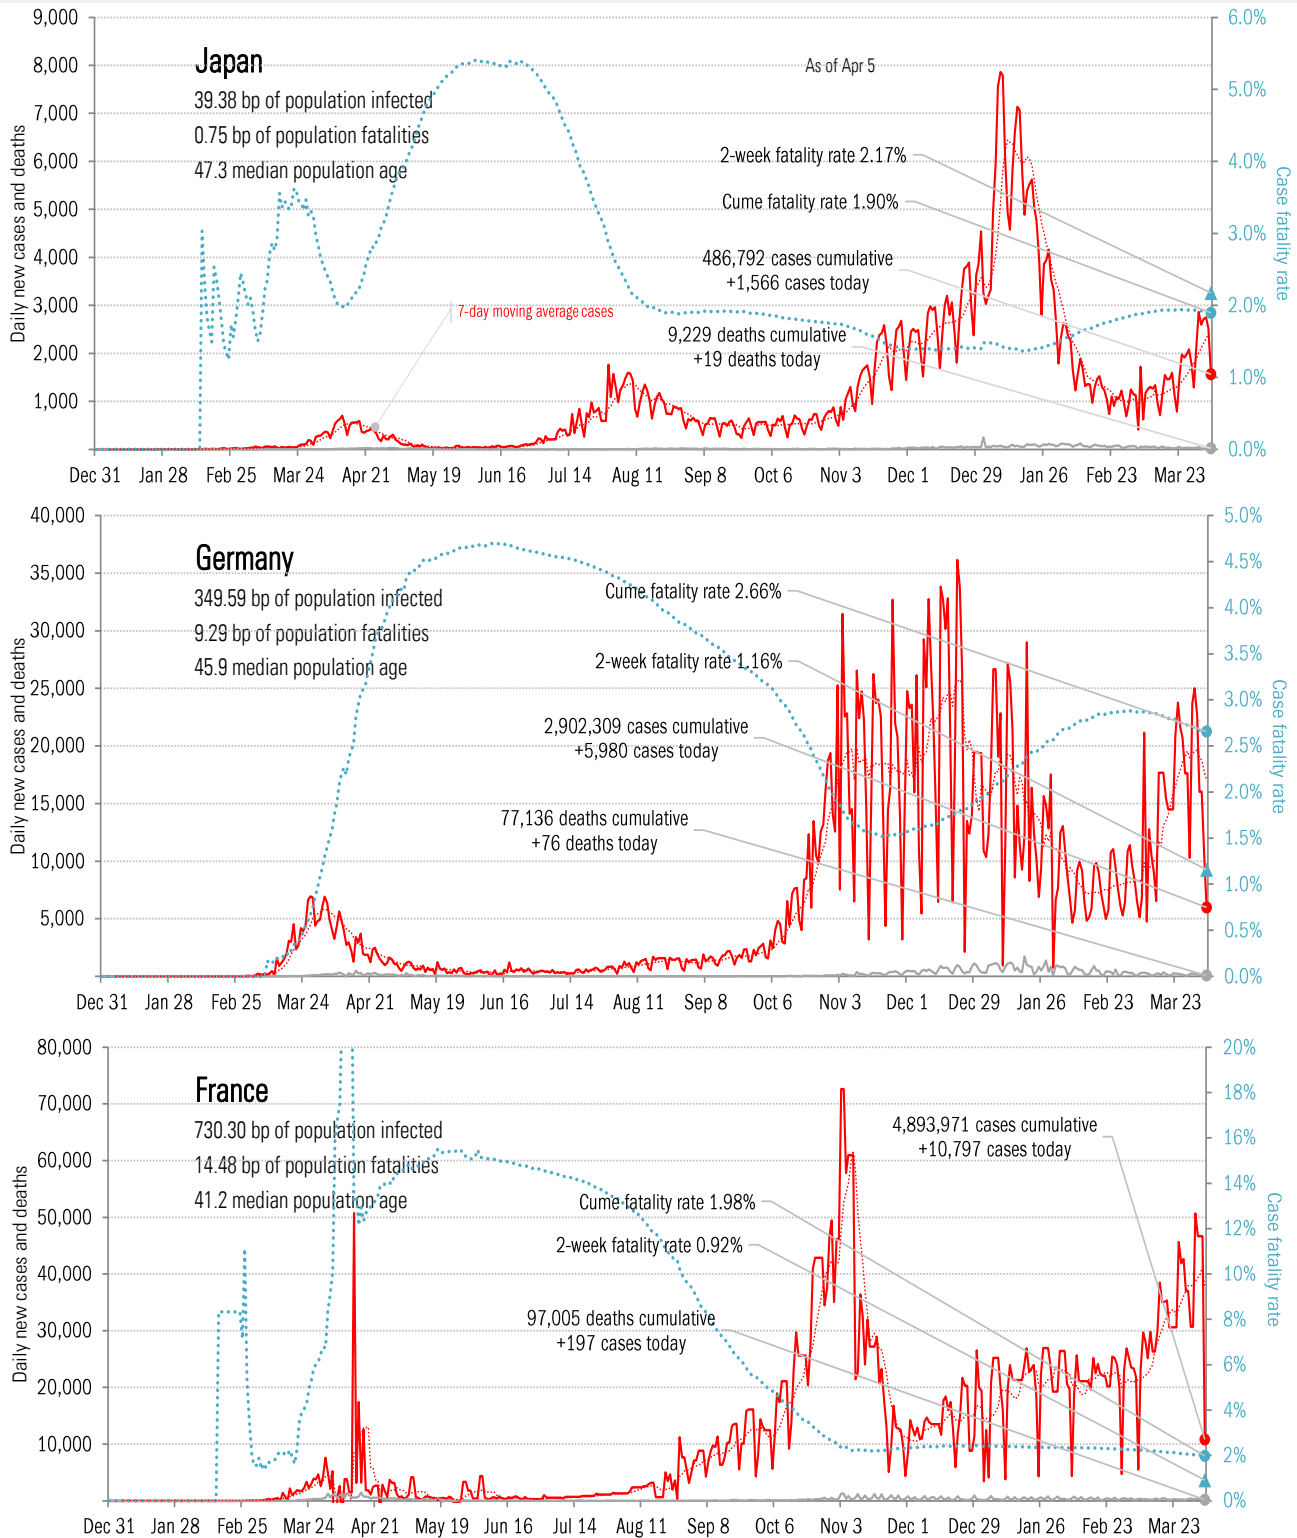 Japan
39.38 bp of population infected
0.75 bp of population fatalities
47.3 median population age
As of Apr 5
2-week fatality rate 2.17%
Cume fatality rate 1.90%
486,792 cases cumulative
+1,566 cases today
7-day moving average cases
9,229 deaths cumulative
+19 deaths today
Daily new cases and deaths
9,000
8,000
7,000
6,000
5,000
4,000
3,000
2,000
1,000
Case fatality rate
6.0%
5.0%
4.0%
3.0%
2.0%
1.0%
0.0%
Dec 31 Jan 28 Feb 25 Mar 24 Apr 21 May 19 Jun 16 Jul 14 Aug 11 Sep 8 Oct 6 Nov 3 Dec 1 Dec 29 Jan 26 Feb 23 Mar 23
Germany
349.59 bp of population infected
9.29 bp of population fatalities
45.9 median population age
Cume fatality rate 2.66%
2-week fatality rate 1.16%
2,902,309 cases cumulative
+5,980 cases today
77,136 deaths cumulative
+76 deaths today
Daily new cases and deaths
40,000
35,000
30,000
25,000
20,000
15,000
10,000
5,000
Case fatality rate
5.0%
4.5%
4.0%
3.5%
3.0%
2.5%
2.0%
1.5%
1.0%
0.5%
0.0%
Dec 31 Jan 28 Feb 25 Mar 24 Apr 21 May 19 Jun 16 Jul 14 Aug 11 Sep 8 Oct 6 Nov 3 Dec 1 Dec 29 Jan 26 Feb 23 Mar 23
France
730.30 bp of population infected
14.48 bp of population fatalities
41.2 median population age
4,893,971 cases cumulative
+10,797 cases today
Cume fatality rate 1.98%
2-week fatality rate 0.92%
97,005 deaths cumulative
+197 cases today
Daily new cases and deaths
80,000
70,000
60,000
50,000
40,000
30,000
20,000
10,000
Case fatality rate
20%
18%
16%
14%
12%
10%
8%
6%
4%
2%
0%
Dec 31 Jan 28 Feb 25 Mar 24 Apr 21 May 19 Jun 16 Jul 14 Aug 11 Sep 8 Oct 6 Nov 3 Dec 1 Dec 29 Jan 26 Feb 23 Mar 23